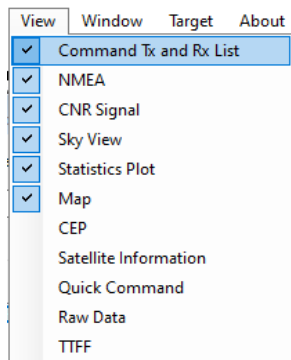 View Window Target About
Command Tx and Rx List
NMEA
CNR Signal
Sky View
Statistics Plot
Map
CEP
Satellite Information
Quick Command
Raw Data
TTFF